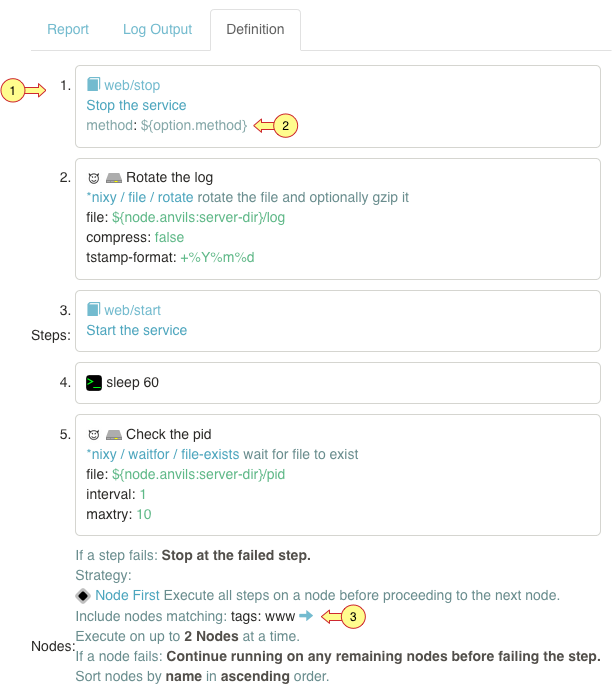 Report Log Output Definition
1 1. web/stop
Stop the service
method: ${option.method} 2
2. Rotate the log
*nixy / file / rotate rotate the file and optionally gzip it
file: ${node.anvils:server-dir}/log
compress: false
tstamp-format: +%Y%m%d
3. web/start
Steps: Start the service
4. >_ sleep 60
5. Check the pid
*nixy / waitfor / file-exists wait for file to exist
file: ${node.anvils:server-dir}/pid
interval: 1
maxtry: 10
If a step fails: Stop at the failed step.
Strategy:
Node First Execute all steps on a node before proceeding to the next node.
Include nodes matching: tags: www 3
Execute on up to 2 Nodes at a time.
Nodes: If a node fails: Continue running on any remaining nodes before failing the step.
Sort nodes by name in ascending order.